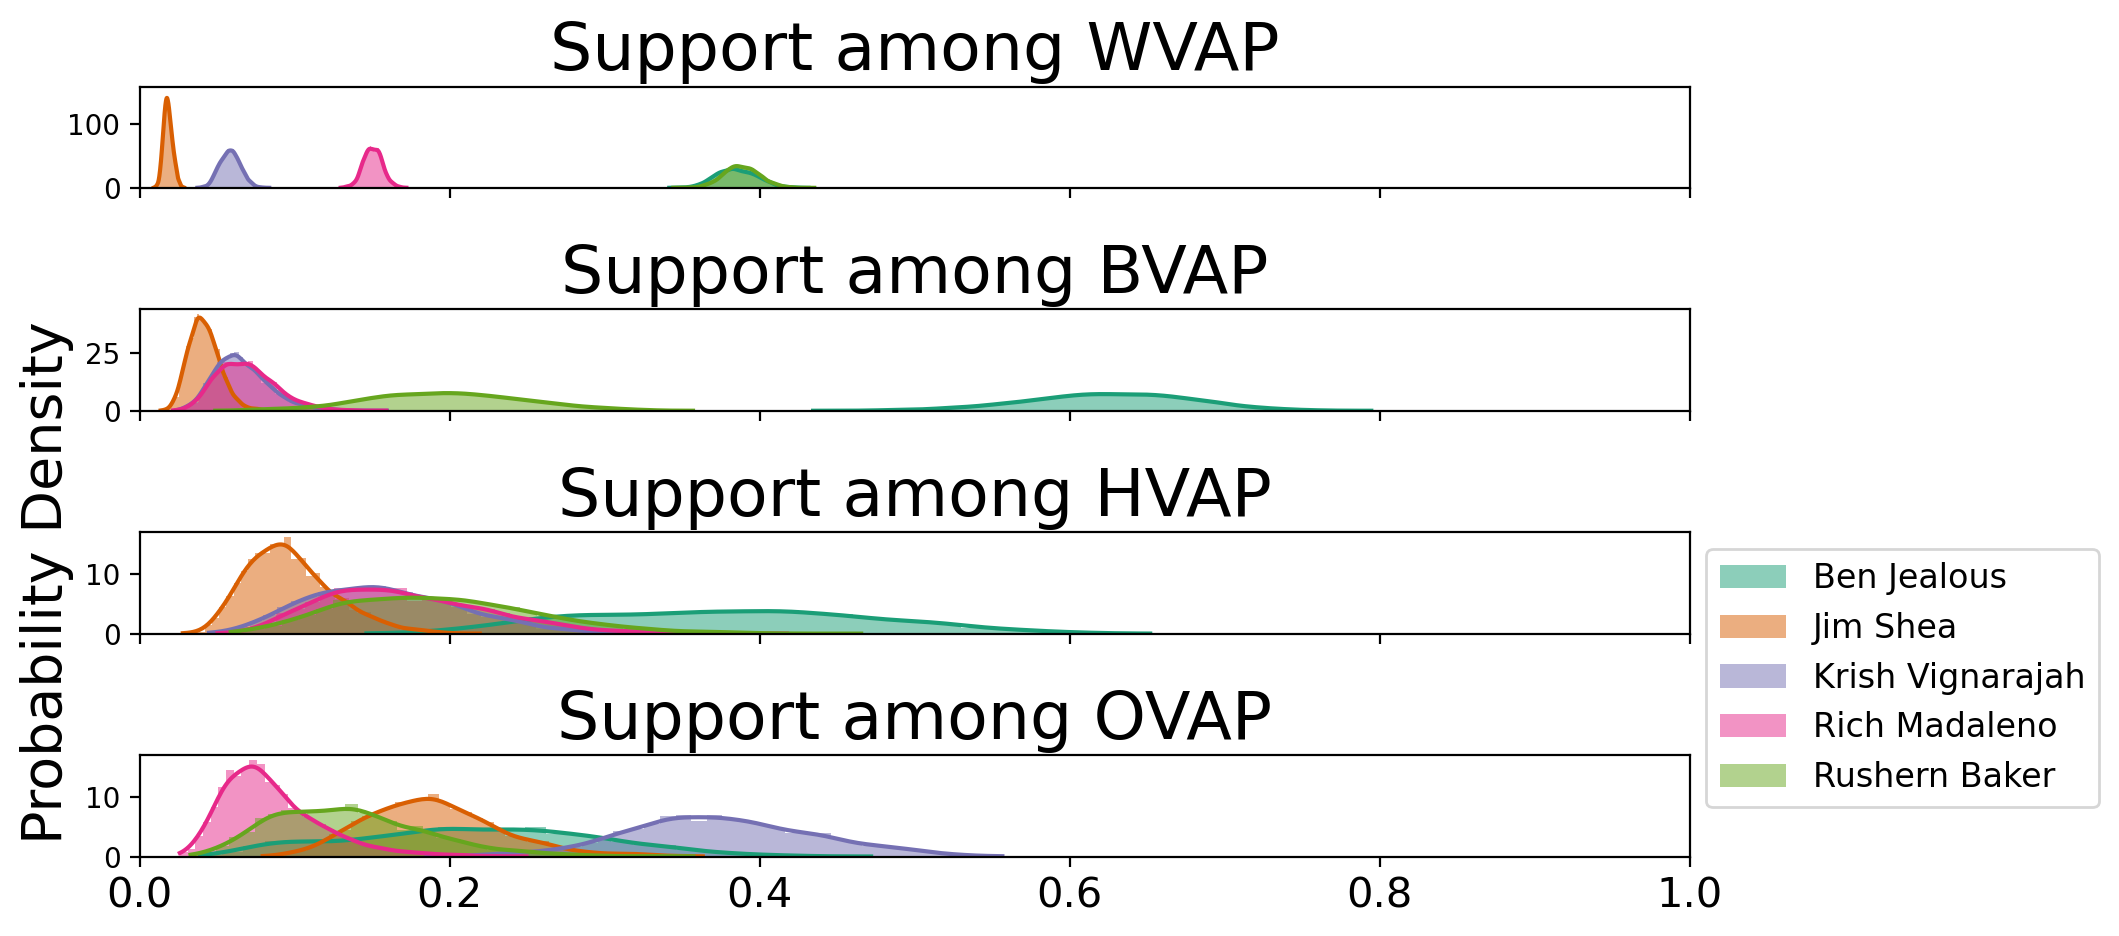 Support among WVAP
100
0
Support among BVAP
25
0
Support among HVAP
10
0
Support among OVAP
10
0
0.0 0.2 0.4 0.6 0.8 1.0
Probability Density
Ben Jealous
Jim Shea
Krish Vignarajah
Rich Madaleno
Rushern Baker